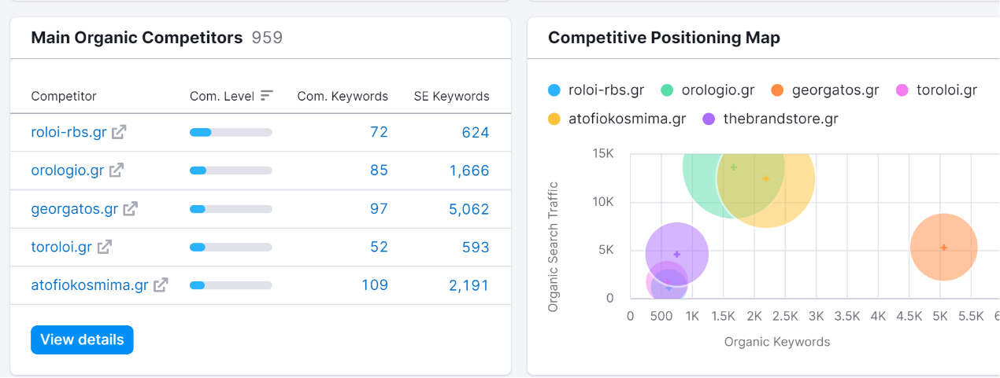 Main Organic Competitors 959
Competitor Com. Level Com. Keywords SE Keywords
roloi-rbs.gr 72 624
orologio.gr 85 1,666
georgatos.gr 97 5,062
toroloi.gr 52 593
atofiokosmima.gr 109 2,191
View details
Competitive Positioning Map
roloi-rbs.gr orologio.gr georgatos.gr toroloi.gr
atofiokosmima.gr thebrandstore.gr
Organic Search Traffic
15K
10K
5K
0
0 500 1K 1.5K 2K 2.5K 3K 3.5K 4K 4.5K 5K 5.5K
Organic Keywords